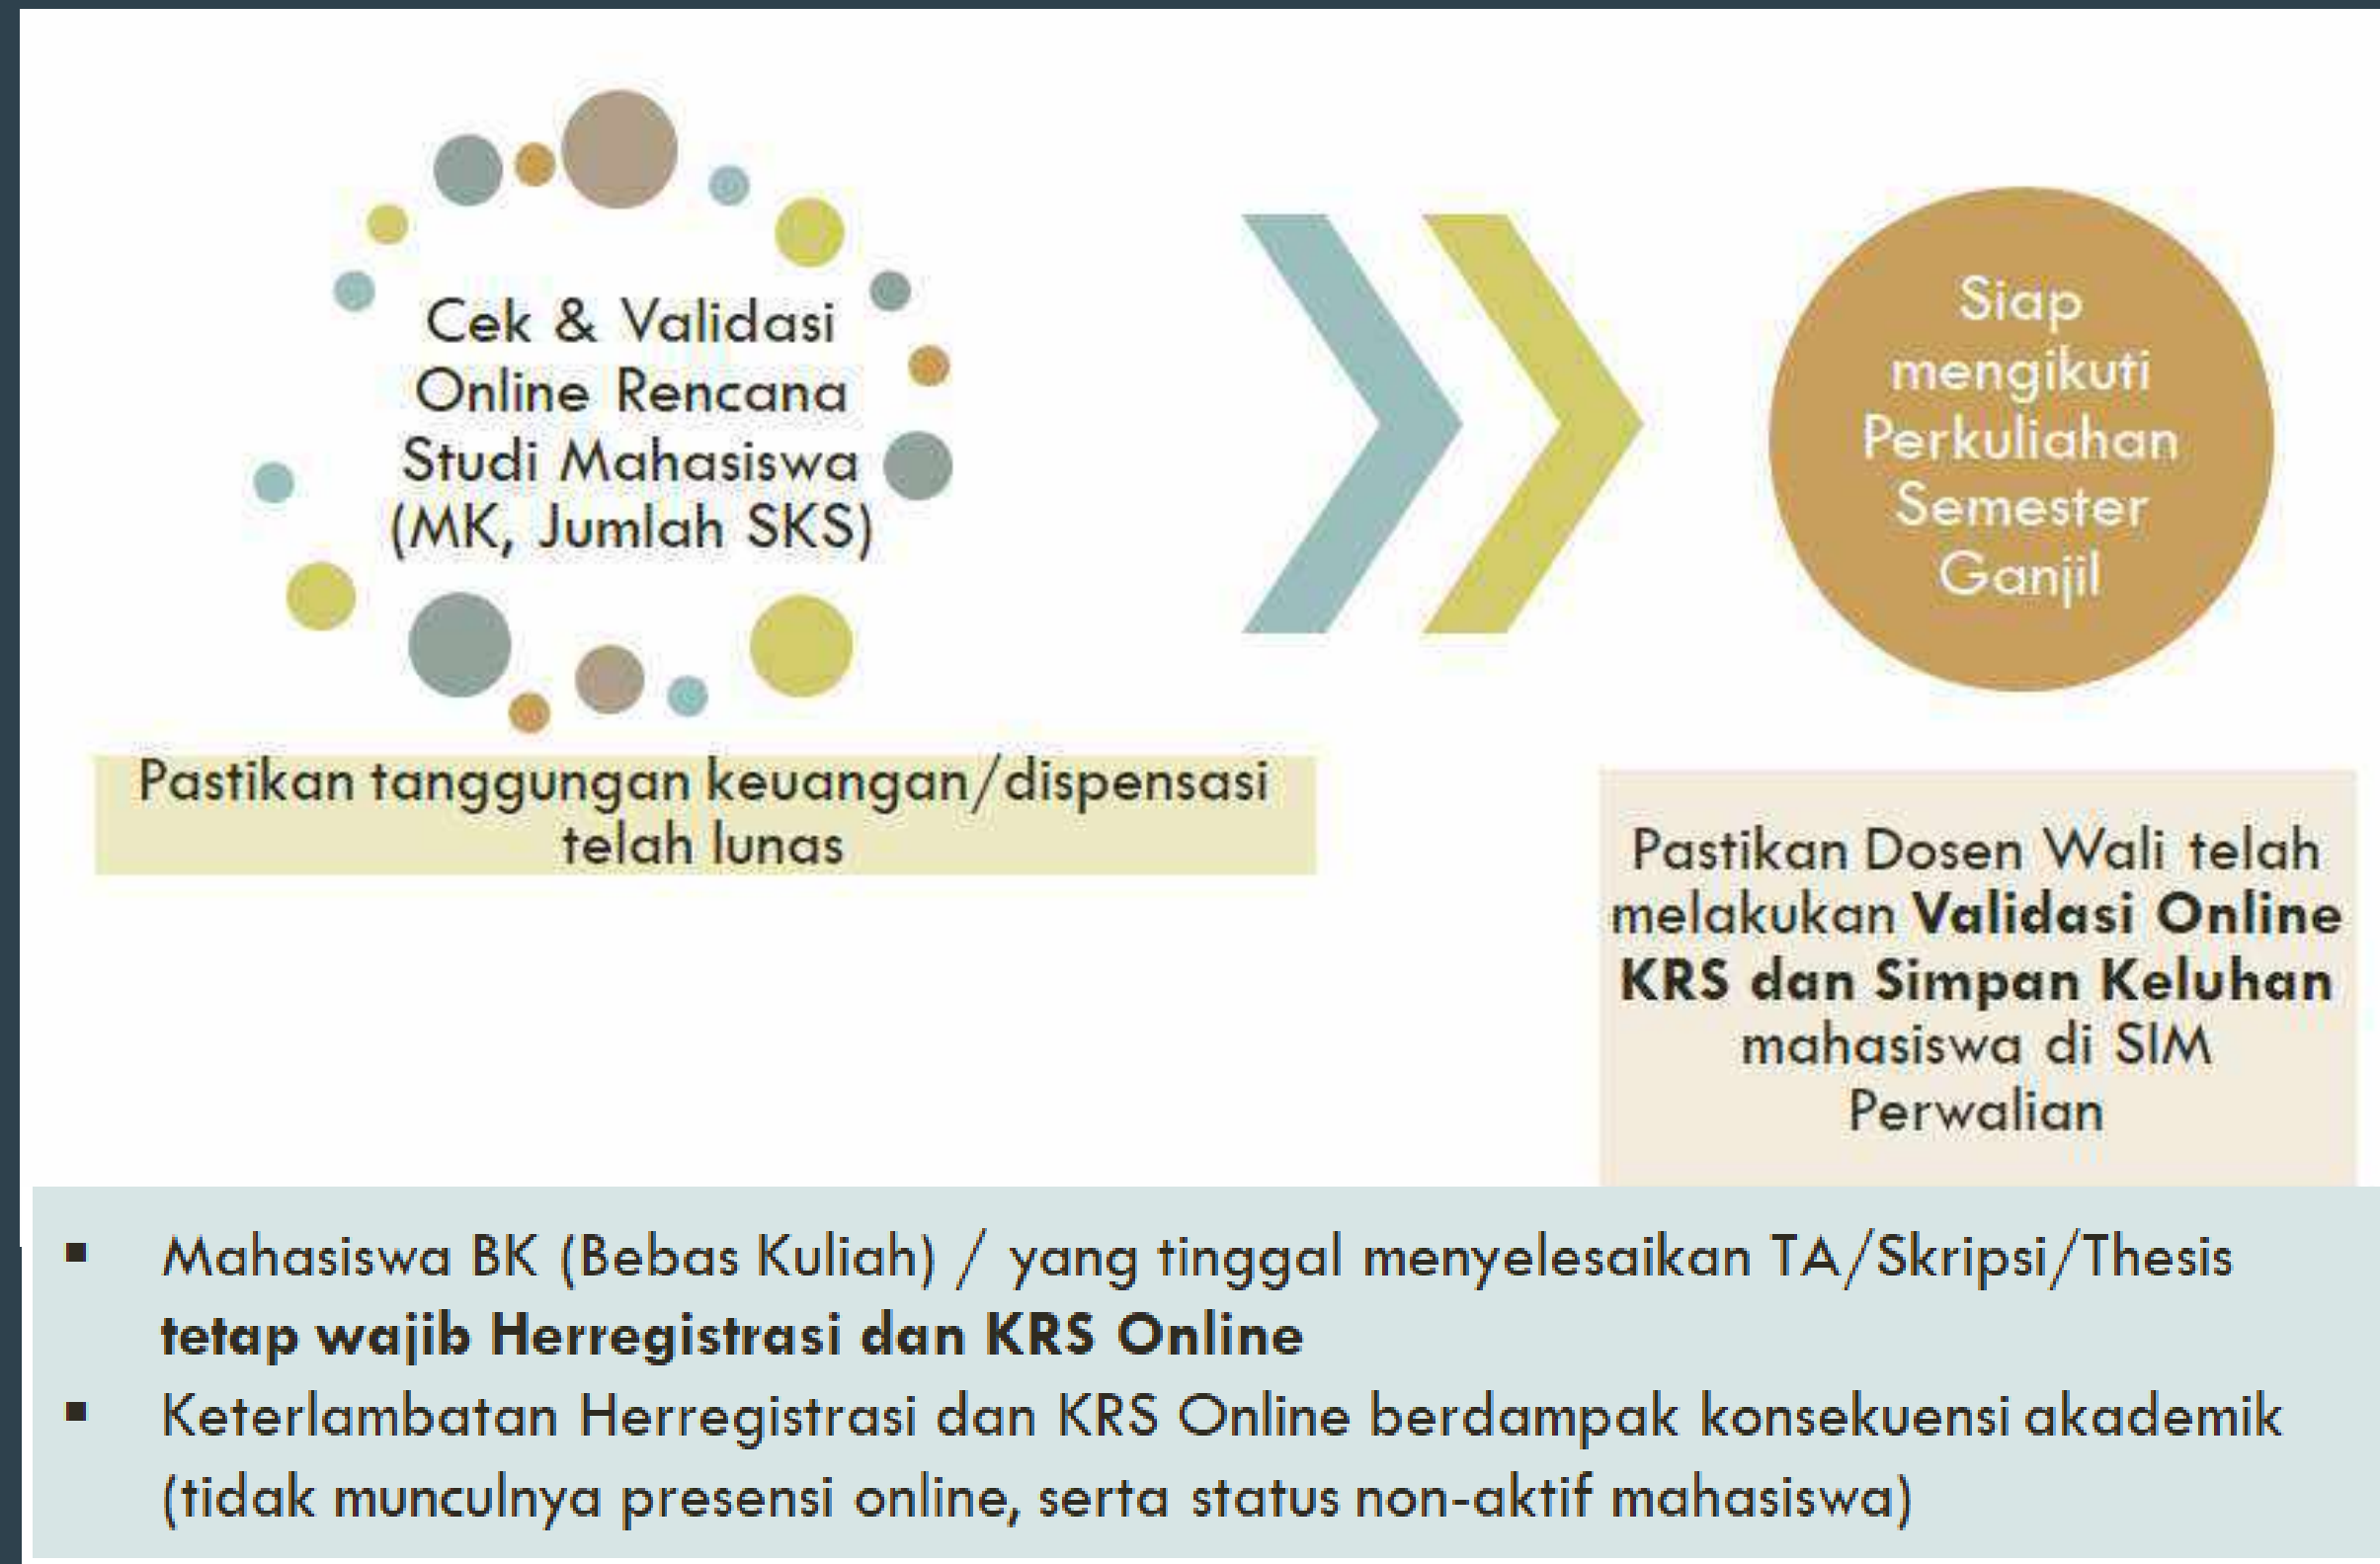 Cek & Validasi
Online Rencana
Studi Mahasiswa
(MK, Jumlah SKS)
Siap
mengikuti
Perkuliahan
Semester
Ganjil
Pastikan tanggungan keuangan/dispensasi
telah lunas
Pastikan Dosen Wali telah
melakukan Validasi Online
KRS dan Simpan Keluhan
mahasiswa di SIM
Perwalian
▪ Mahasiswa BK (Bebas Kuliah) / yang tinggal menyelesaikan TA/Skripsi/Thesis
tetap wajib Herregistrasi dan KRS Online
▪ Keterlambatan Herregistrasi dan KRS Online berdampak konsekuensi akademik
(tidak munculnya presensi online, serta status non-aktif mahasiswa)